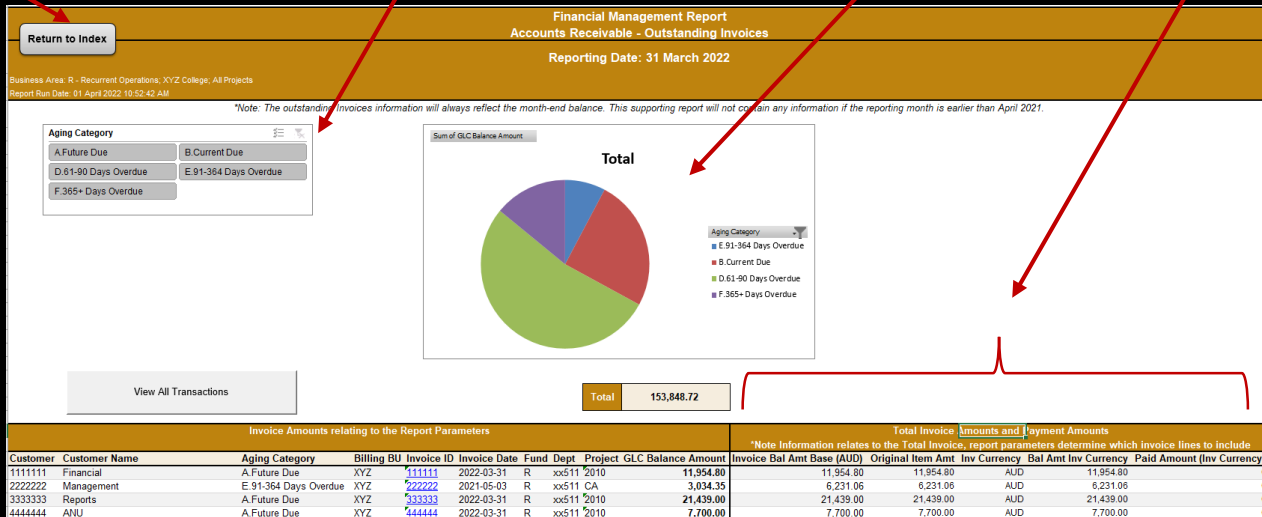 Return to Index
Financial Management Report
Accounts Receivable - Outstanding Invoices
Reporting Date: 31 March 2022
Business Area: R - Recurrent Operations; XYZ College; All Projects
Report Run Date: 01 April 2022 10:52:42 AM
*Note: The outstanding Invoices information will always reflect the month-end balance. This supporting report will not contain any information if the reporting month is earlier than April 2021.
Aging Category
A.Future Due B.Current Due
D.61-90 Days Overdue E.91-364 Days Overdue
F.365+ Days Overdue
Sum of GLC Balance Amount
Total
Aging Category
E.91-364 Days Overdue
B.Current Due
D.61-90 Days Overdue
F.365+ Days Overdue
View All Transactions
Total 153,848.72
Invoice Amounts relating to the Report Parameters
Total Invoice Amounts and Payment Amounts
*Note Information relates to the Total Invoice, report parameters determine which invoice lines to include
Customer Customer Name Aging Category Billing BU Invoice ID Invoice Date Fund Dept Project GLC Balance Amount Invoice Bal Amt Base (AUD) Original Item Amt Inv Currency Bal Amt Inv Currency Paid Amount (Inv Currency
1111111 Financial A.Future Due XYZ 111111 2022-03-31 R xx511 2010 11,954.80 11,954.80 11,954.80 AUD 11,954.80
2222222 Management E.91-364 Days Overdue XYZ 222222 2021-05-03 R xx511 CA 3,034.35 6,231.06 6,231.06 AUD 6,231.06
3333333 Reports A.Future Due XYZ 333333 2022-03-31 R xx511 2010 21,439.00 21,439.00 21,439.00 AUD 21,439.00
4444444 ANU A.Future Due XYZ 444444 2022-03-31 R xx511 2010 7,700.00 7,700.00 7,700.00 AUD 7,700.00